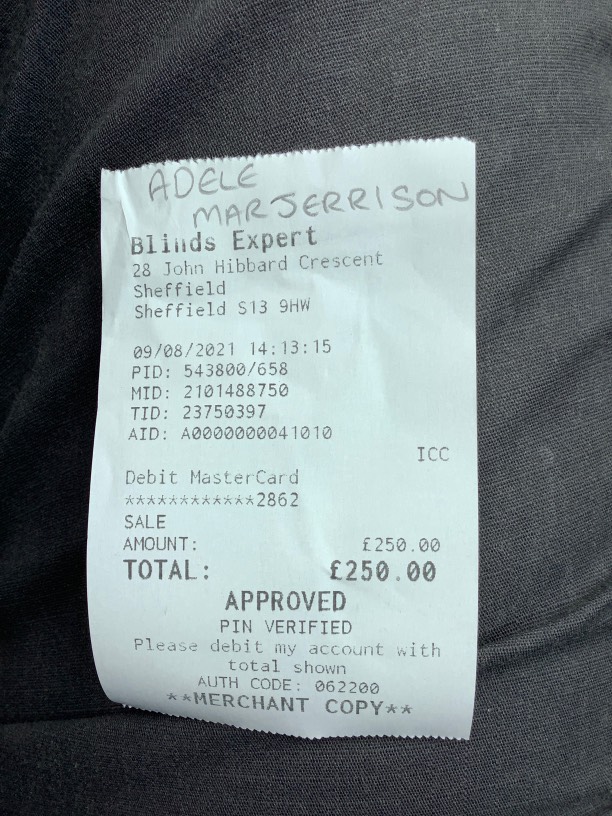 ADELE
MARJERRISON
Blinds Expert
28 John Hibbard Crescent
Sheffield
Sheffield S13 9HW
09/08/2021 14:13:15
PID: 543800/658
MID: 2101488750
TID: 23750397
AID: A0000000041010
ICC
Debit MasterCard
************2862
SALE
AMOUNT: £250.00
TOTAL: £250.00
APPROVED
PIN VERIFIED
Please debit my account with
total shown
AUTH CODE: 062200
**MERCHANT COPY**